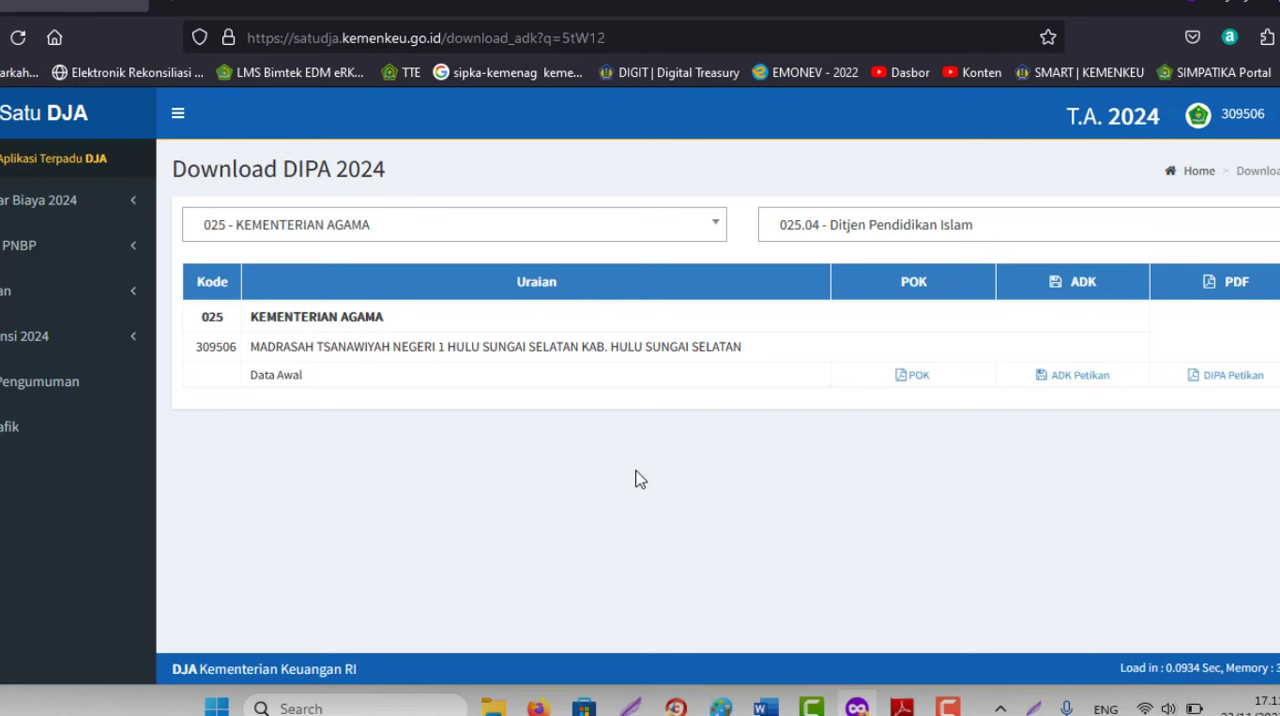 https://satudja.kemenkeu.go.id/download_adk?q=5tW12
arkah... Elektronik Rekonsiliasi ... LMS Bimtek EDM eRK... TTE sipka-kemenag keme... DIGIT | Digital Treasury EMONEV - 2022 Dasbor Konten SMART | KEMENKEU SIMPATIKA Portal
Satu DJA
T.A. 2024 309506
Aplikasi Terpadu DJA
Download DIPA 2024
Home > Downloa
ar Biaya 2024
025 - KEMENTERIAN AGAMA 025.04 - Ditjen Pendidikan Islam
PNBP
Kode Uraian POK ADK PDF
an
025 KEMENTERIAN AGAMA
nsi 2024
309506 MADRASAH TSANAWIYAH NEGERI 1 HULU SUNGAI SELATAN KAB. HULU SUNGAI SELATAN
Data Awal POK ADK Petikan DIPA Petikan
Pengumuman
afik
DJA Kementerian Keuangan RI
Load in : 0.0934 Sec, Memory : 3
Search
ENG
17.1